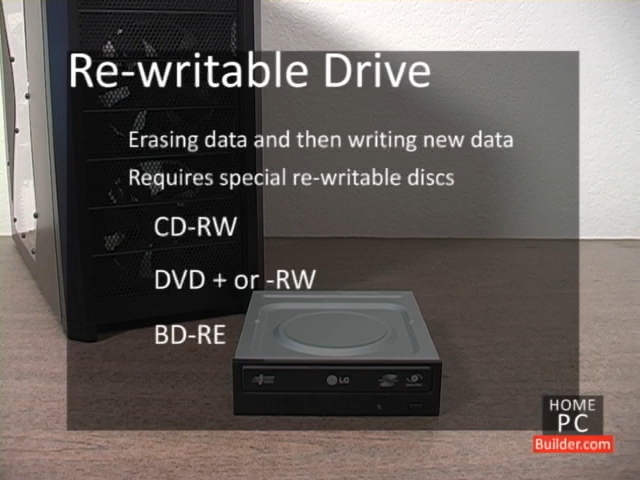 Re-writable Drive
Erasing data and then writing new data
Requires special re-writable discs
CD-RW
DVD + or -RW
BD-RE
LG
HOME
PC
Builder.com